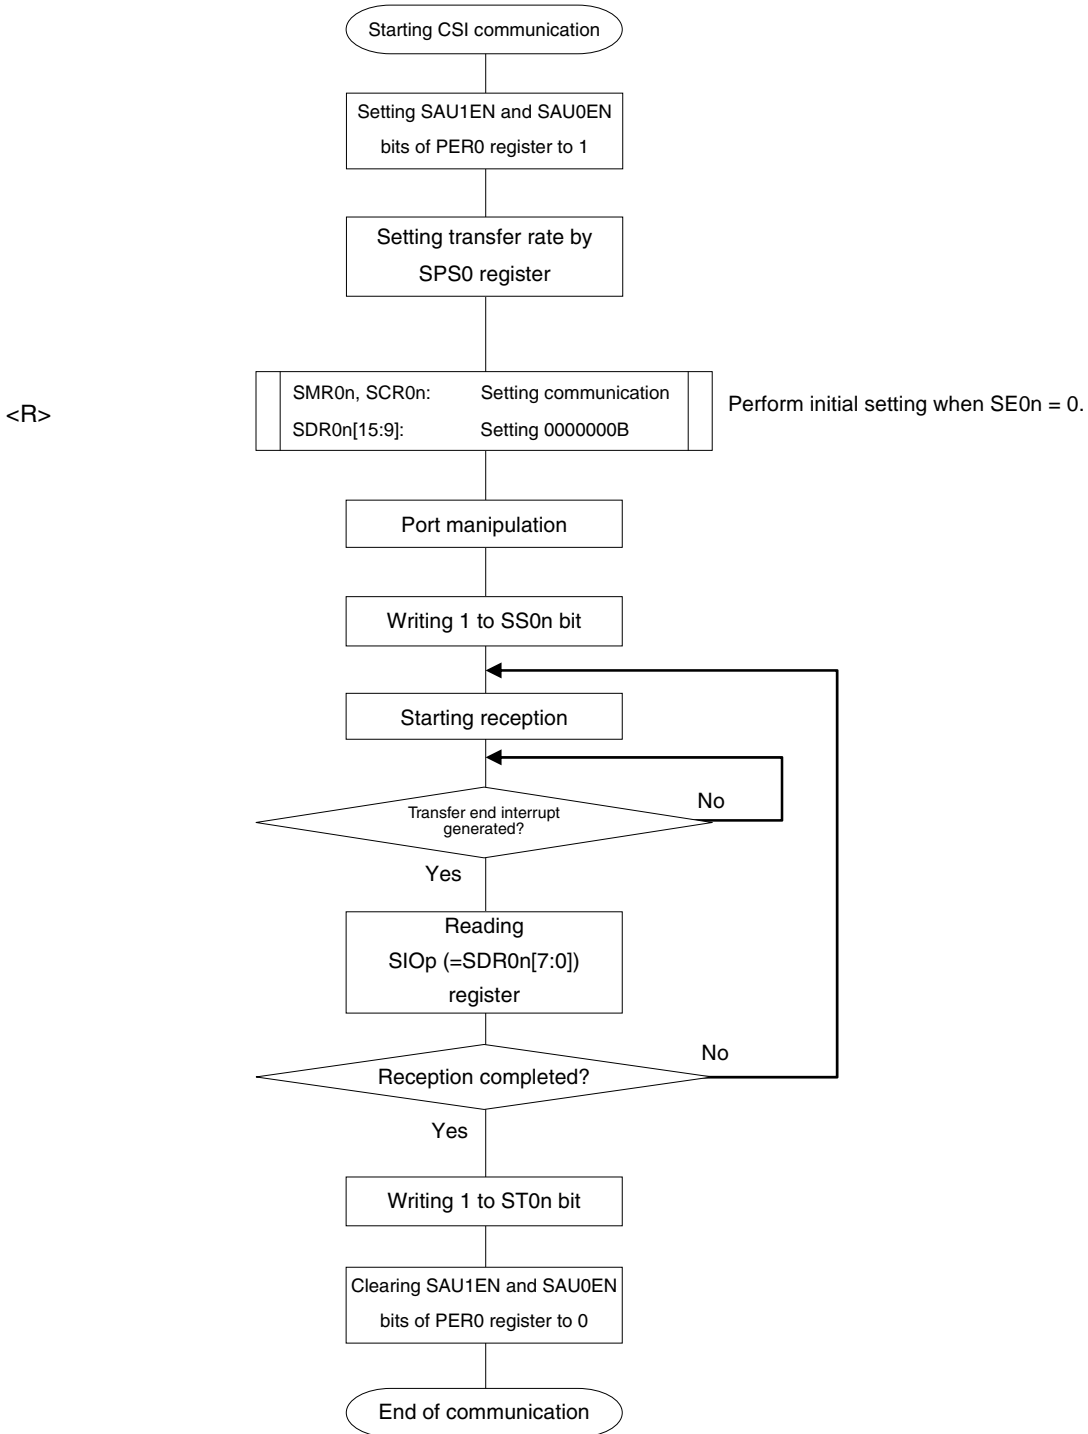 Starting CSI communication
Setting SAU1EN and SAU0EN
bits of PER0 register to 1
Setting transfer rate by
SPS0 register
<R>
SMR0n, SCR0n: Setting communication
SDR0n[15:9]: Setting 0000000B
Perform initial setting when SE0n = 0.
Port manipulation
Writing 1 to SS0n bit
Starting reception
Transfer end interrupt
generated?
No
Yes
Reading
SIOp (=SDR0n[7:0])
register
Reception completed?
No
Yes
Writing 1 to ST0n bit
Clearing SAU1EN and SAU0EN
bits of PER0 register to 0
End of communication